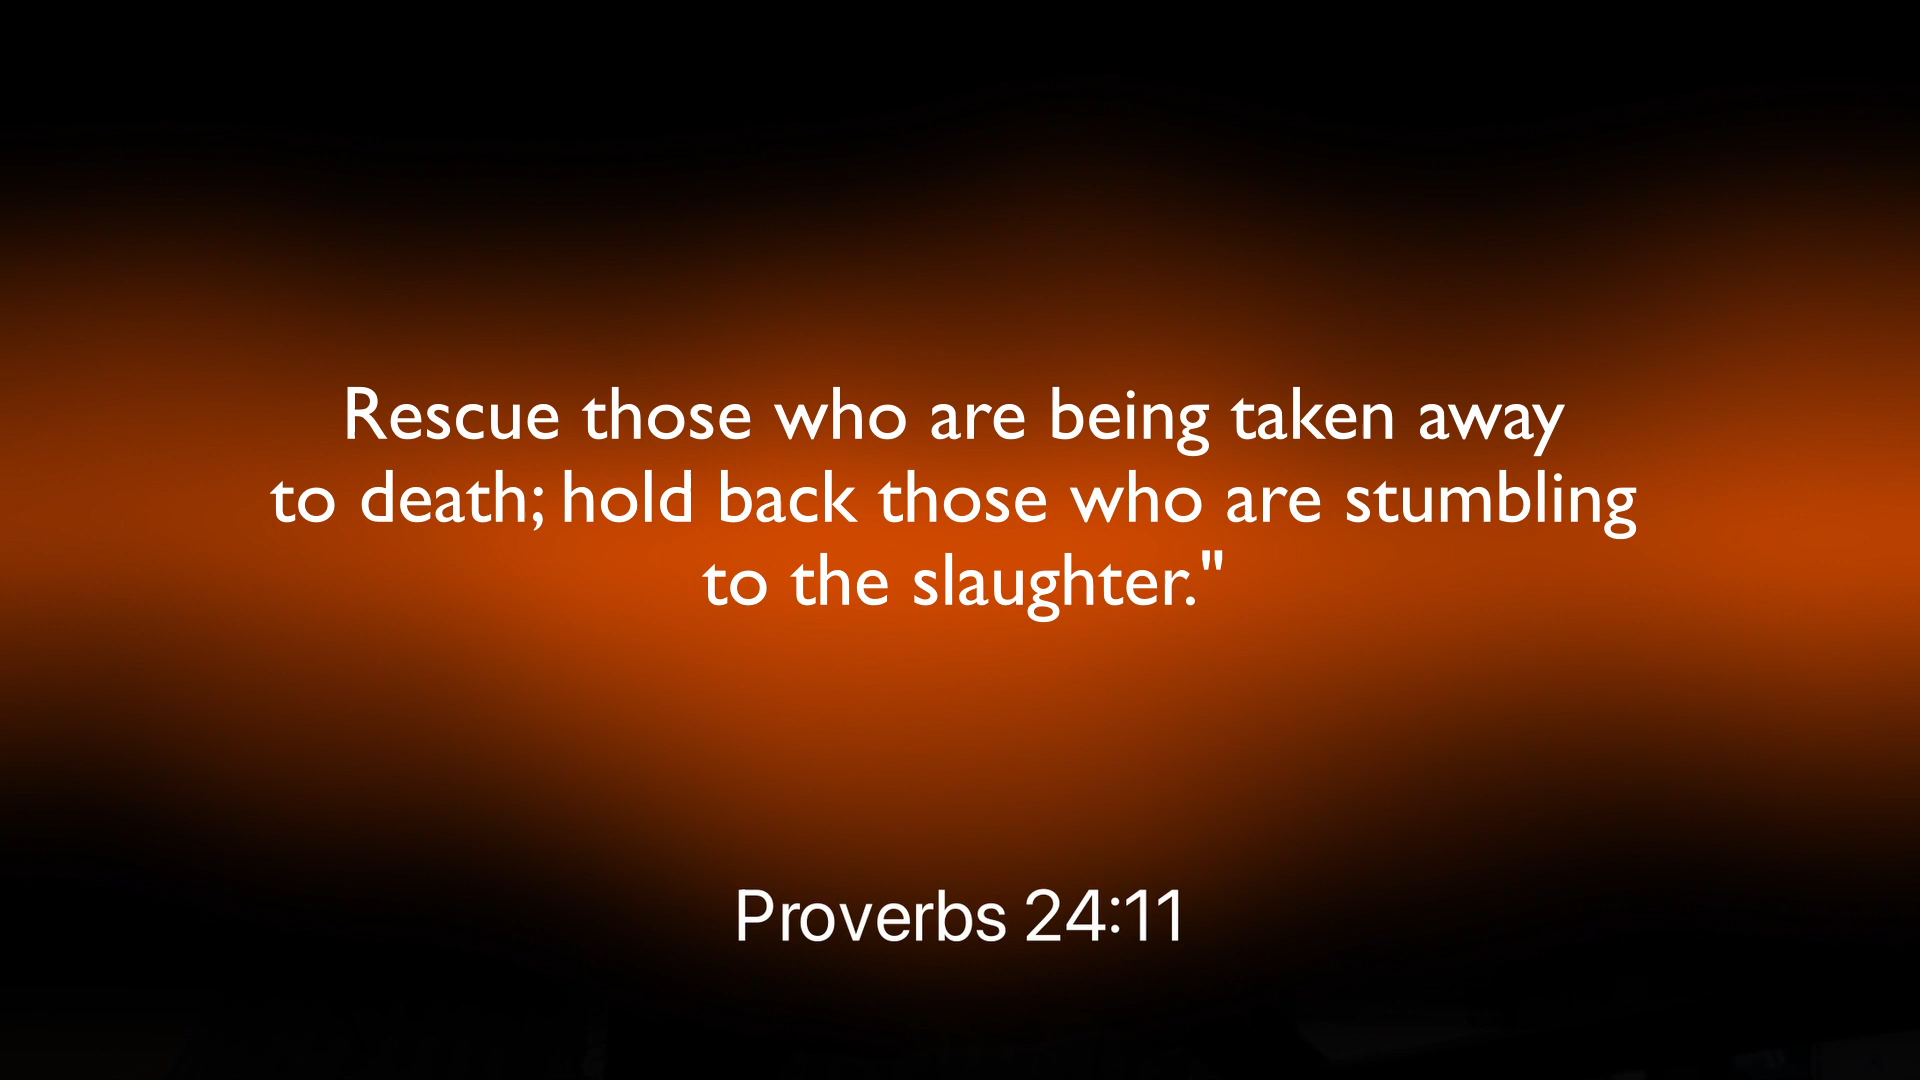 Rescue those who are being taken away
to death; hold back those who are stumbling
to the slaughter."
Proverbs 24:11